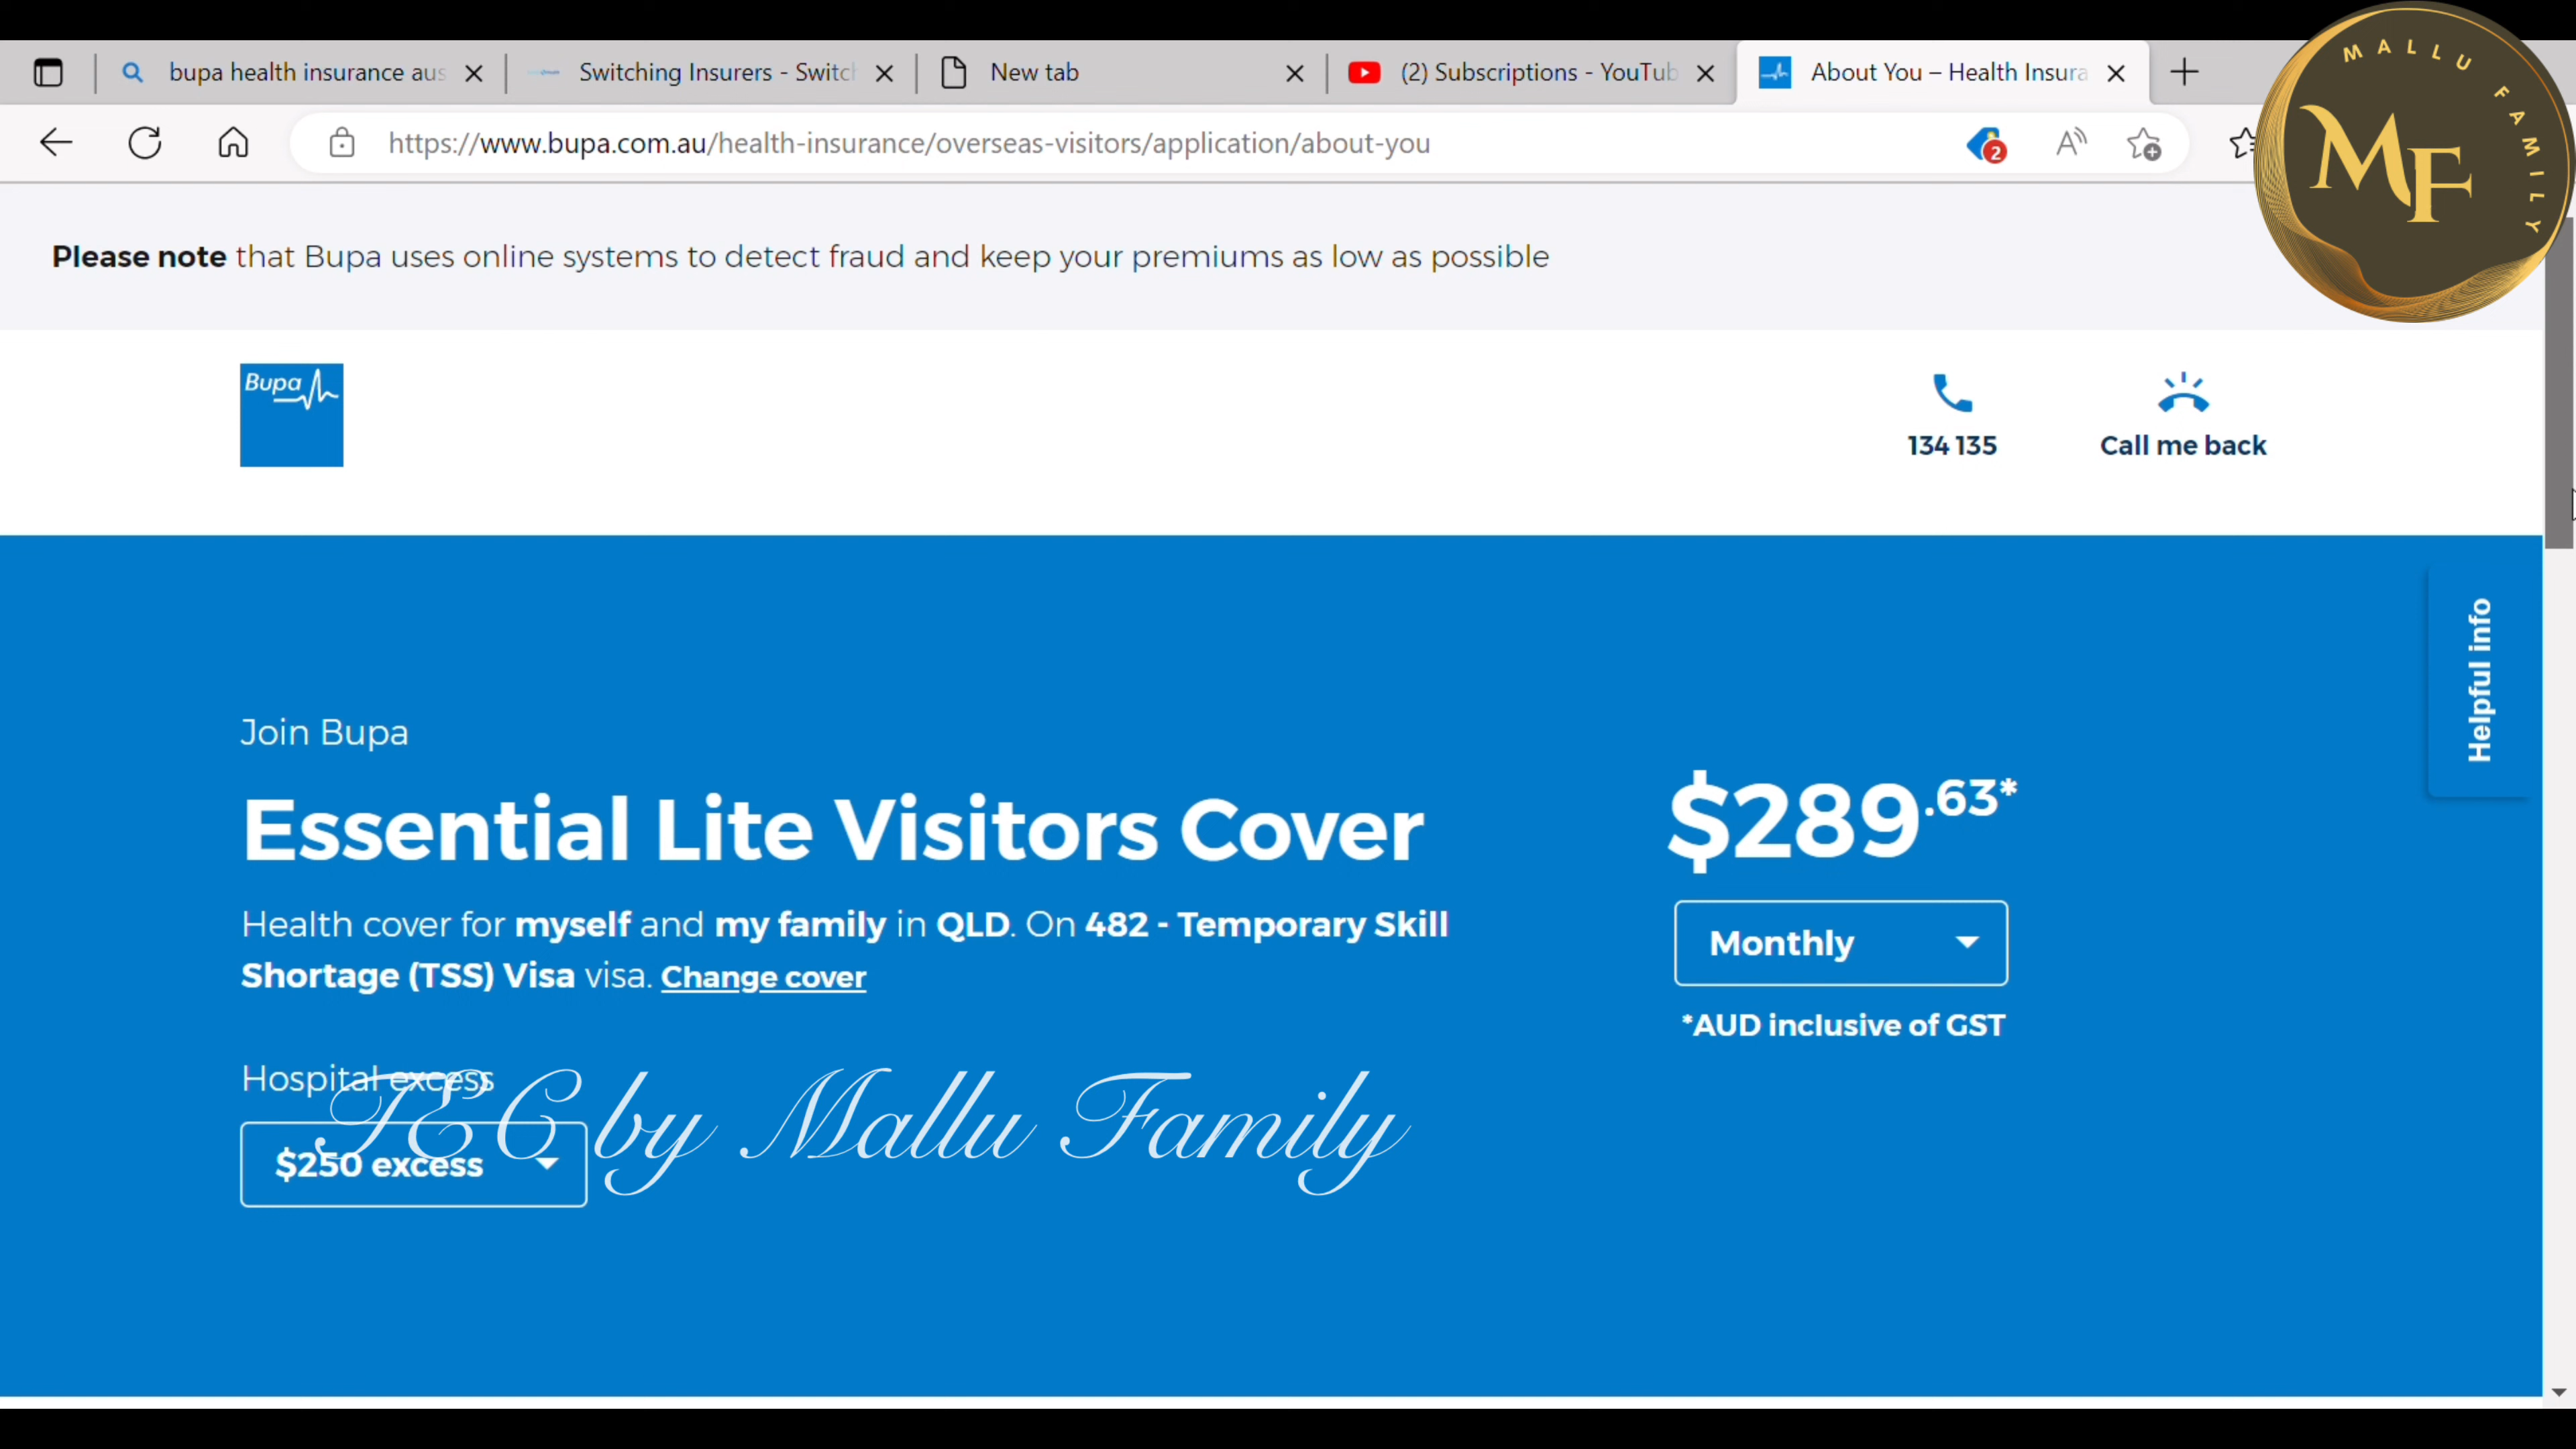 bupa health insurance aus
Switching Insurers - Switch
New tab
(2) Subscriptions - YouTub
About You – Health Insura
MALLU FAMILY
MF
https://www.bupa.com.au/health-insurance/overseas-visitors/application/about-you
2
Please note that Bupa uses online systems to detect fraud and keep your premiums as low as possible
Bupa
134 135
Call me back
Helpful info
Join Bupa
Essential Lite Visitors Cover
$289.63*
Health cover for myself and my family in QLD. On 482 - Temporary Skill
Shortage (TSS) Visa visa. Change cover
Monthly
*AUD inclusive of GST
Hospital excess
TEC by Mallu Family
$250 excess